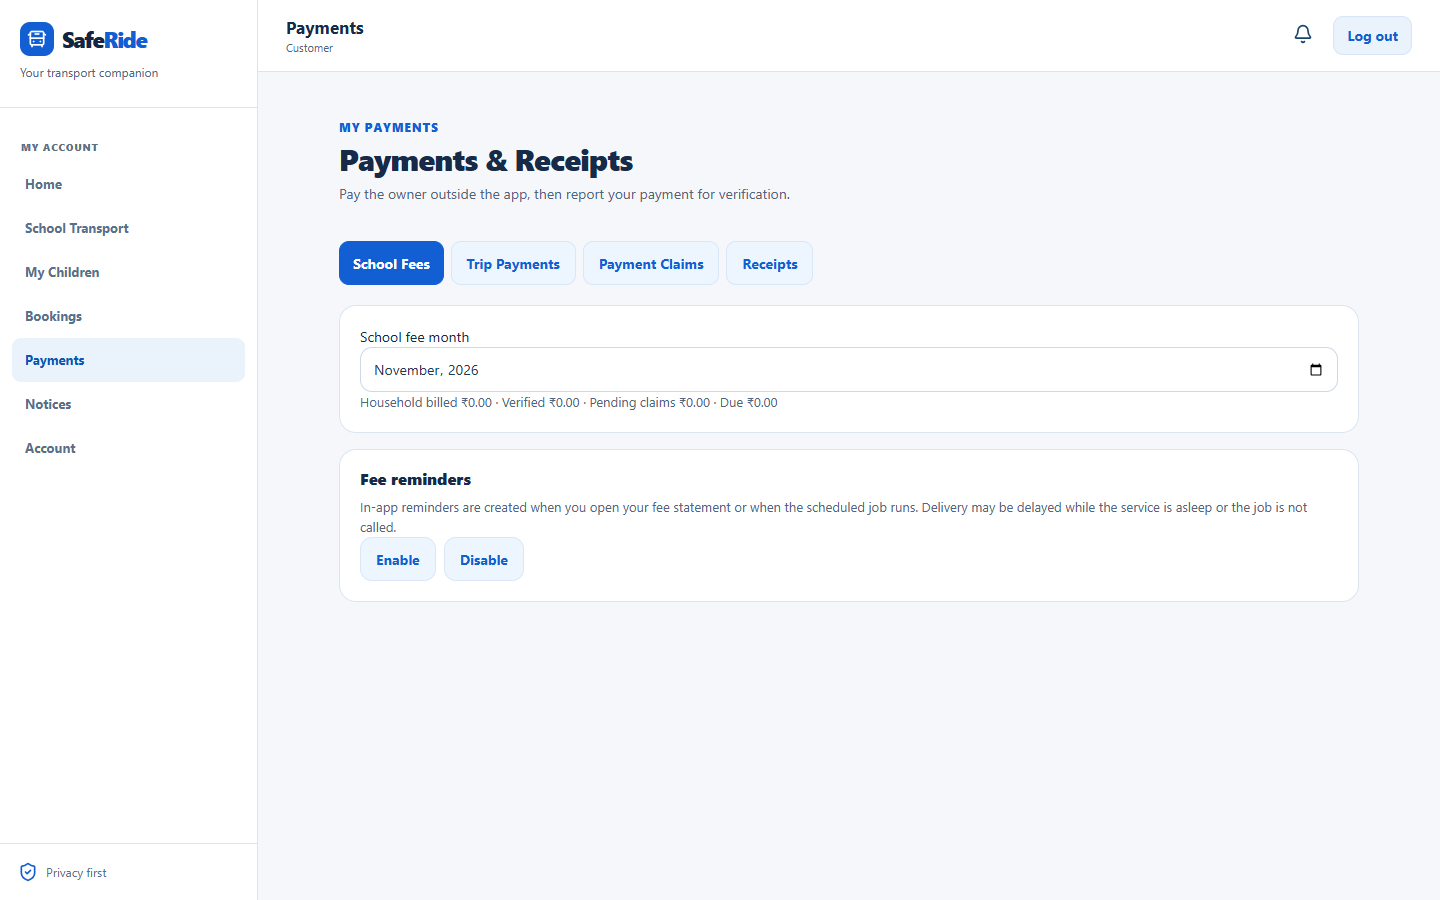 SafeRide
Your transport companion
MY ACCOUNT
Home
School Transport
My Children
Bookings
Payments
Notices
Account
Privacy first
Payments
Customer
Log out
MY PAYMENTS
Payments & Receipts
Pay the owner outside the app, then report your payment for verification.
School Fees
Trip Payments
Payment Claims
Receipts
School fee month
November, 2026
Household billed ₹0.00 · Verified ₹0.00 · Pending claims ₹0.00 · Due ₹0.00
Fee reminders
In-app reminders are created when you open your fee statement or when the scheduled job runs. Delivery may be delayed while the service is asleep or the job is not
called.
Enable
Disable